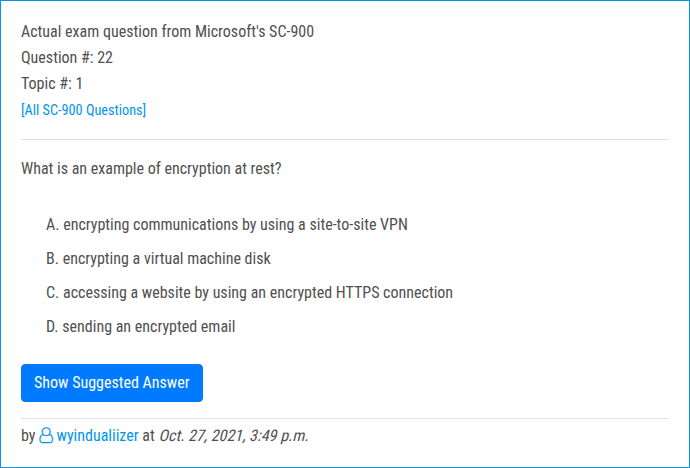 Actual exam question from Microsoft's SC-900
Question #: 22
Topic #: 1
[All SC-900 Questions]
What is an example of encryption at rest?
A. encrypting communications by using a site-to-site VPN
B. encrypting a virtual machine disk
C. accessing a website by using an encrypted HTTPS connection
D. sending an encrypted email
Show Suggested Answer
by wyindualiizer at Oct. 27, 2021, 3:49 p.m.